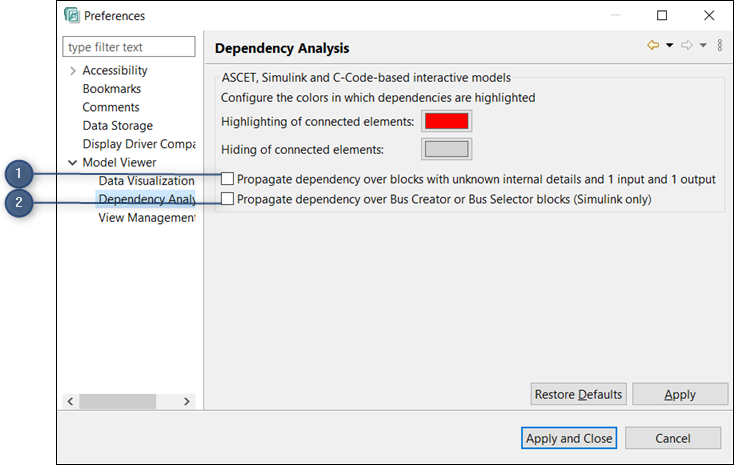 Preferences
type filter text
Accessibility
Bookmarks
Comments
Data Storage
Display Driver Compa
Model Viewer
Data Visualization
Dependency Analy
View Management
1
2
Dependency Analysis
ASCET, Simulink and C-Code-based interactive models
Configure the colors in which dependencies are highlighted
Highlighting of connected elements:
Hiding of connected elements:
Propagate dependency over blocks with unknown internal details and 1 input and 1 output
Propagate dependency over Bus Creator or Bus Selector blocks (Simulink only)
Restore Defaults
Apply
Apply and Close
Cancel